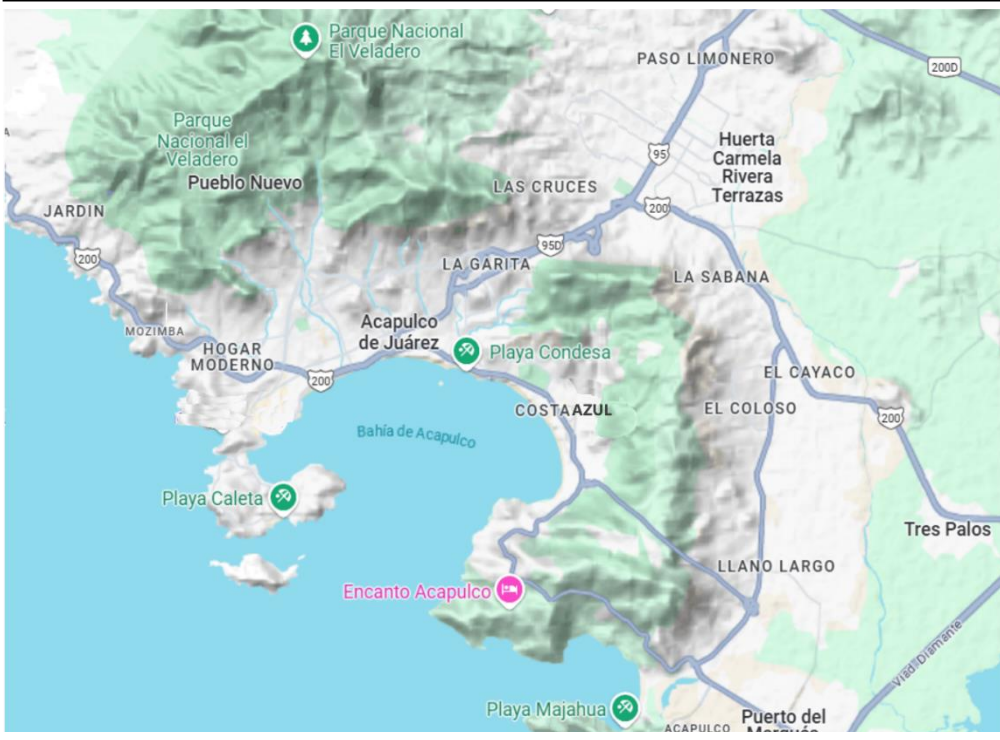 Parque Nacional
El Veladero
PASO LIMONERO
200D
Parque
Nacional el
Veladero
95
Huerta
Carmela
Rivera
Terrazas
Pueblo Nuevo
LAS CRUCES
200
JARDIN
95D
200
LA GARITA
LA SABANA
MOZIMBA
Acapulco
de Juárez
HOGAR
MODERNO
Playa Condesa
200
EL CAYACO
COSTA AZUL
EL COLOSO
200
Bahía de Acapulco
Playa Caleta
Tres Palos
LLANO LARGO
Encanto Acapulco
Viad. Diamante
Playa Majahua
Puerto del
Marqués
ACAPULCO